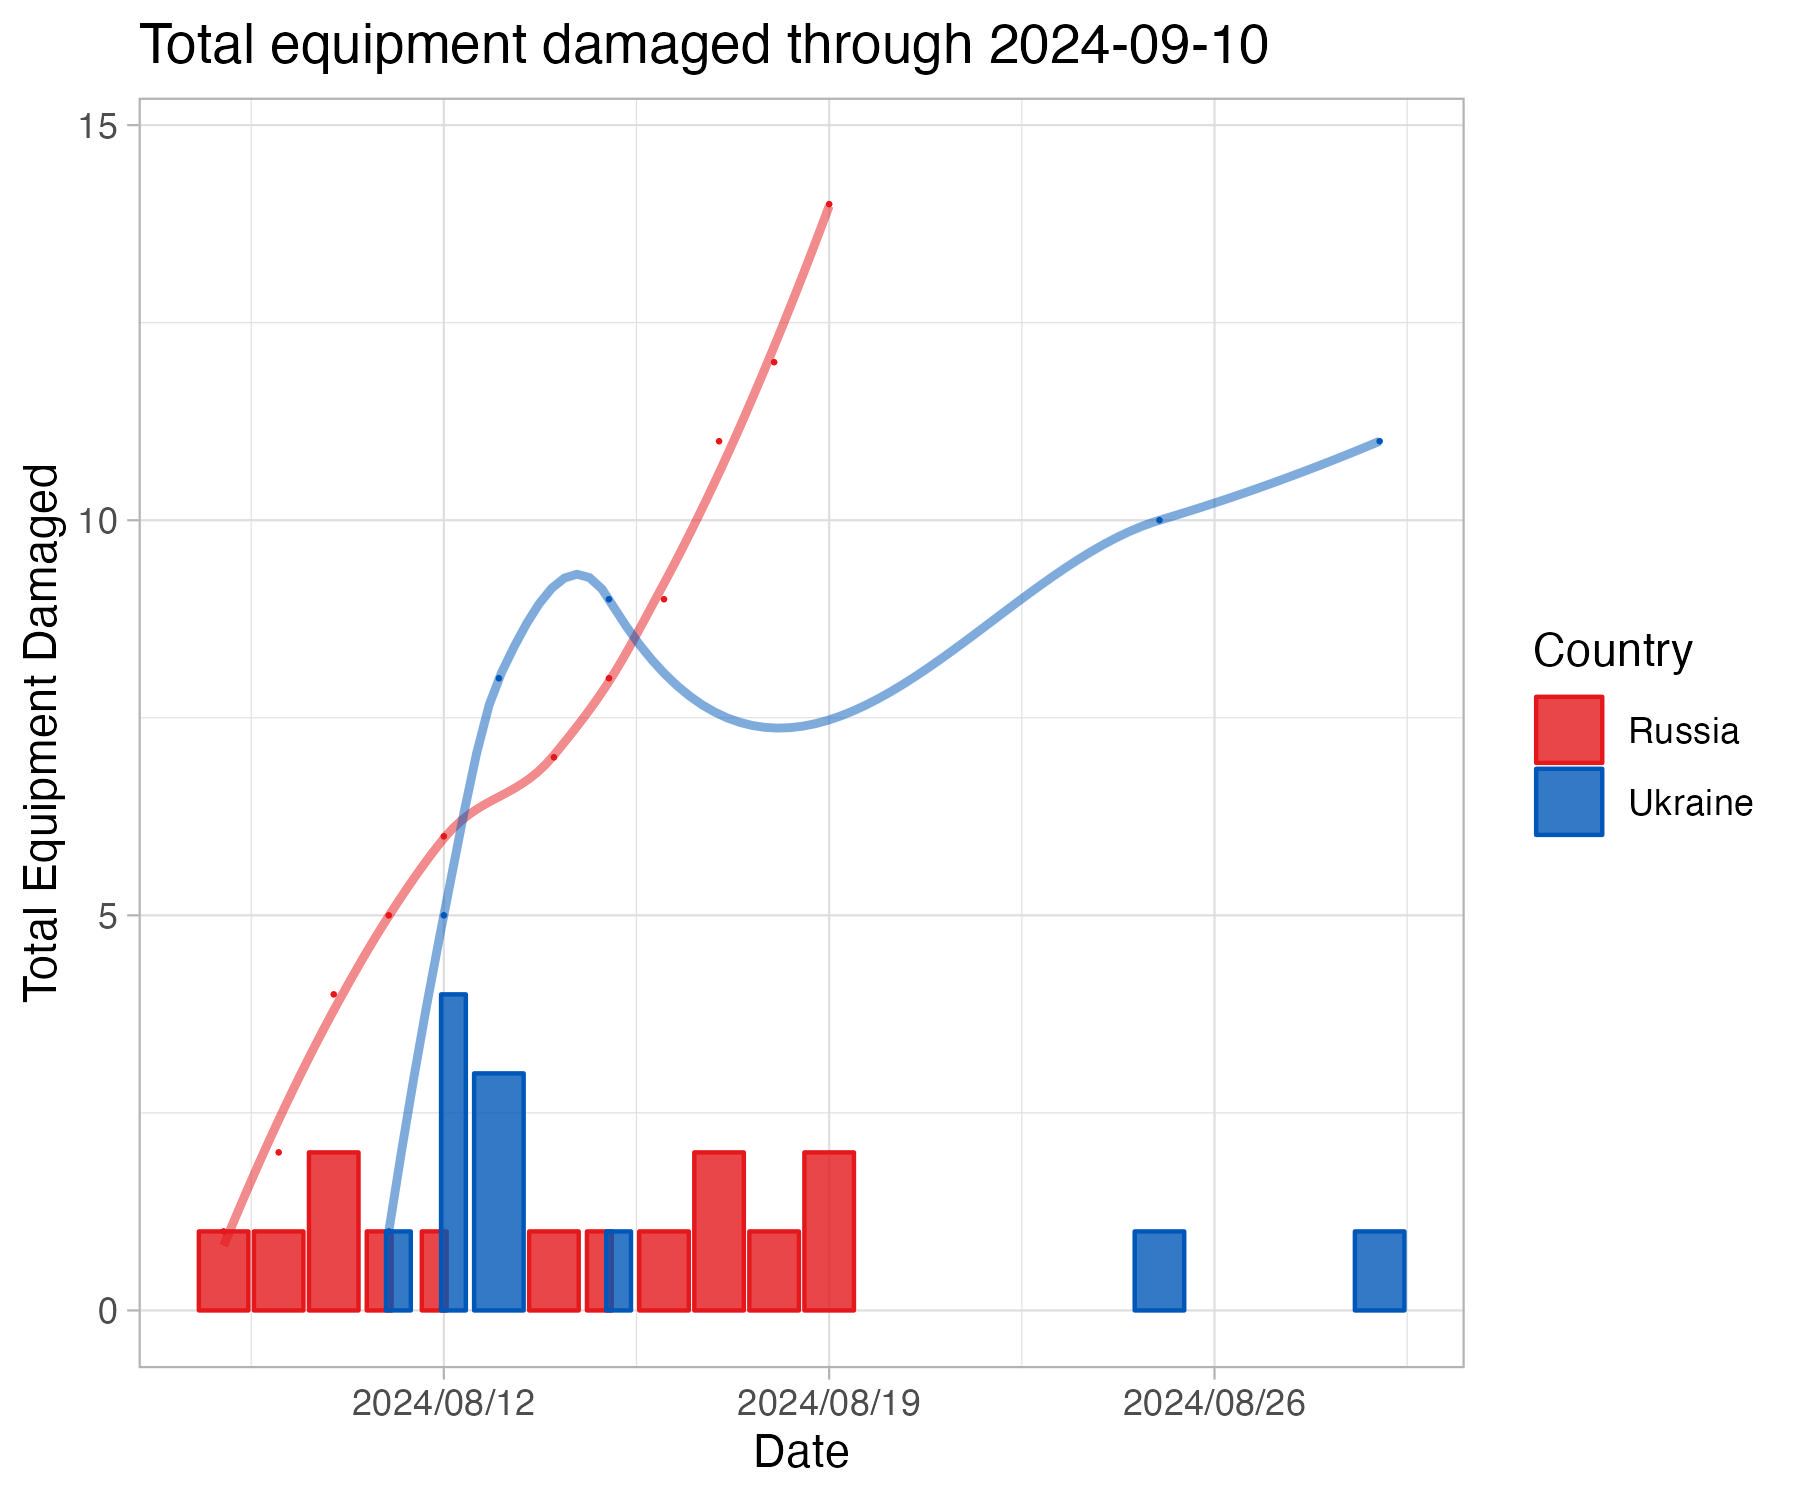 Total equipment damaged through 2024-09-10
Total Equipment Damaged
15
10
5
0
2024/08/12
2024/08/19
2024/08/26
Date
Country
Russia
Ukraine